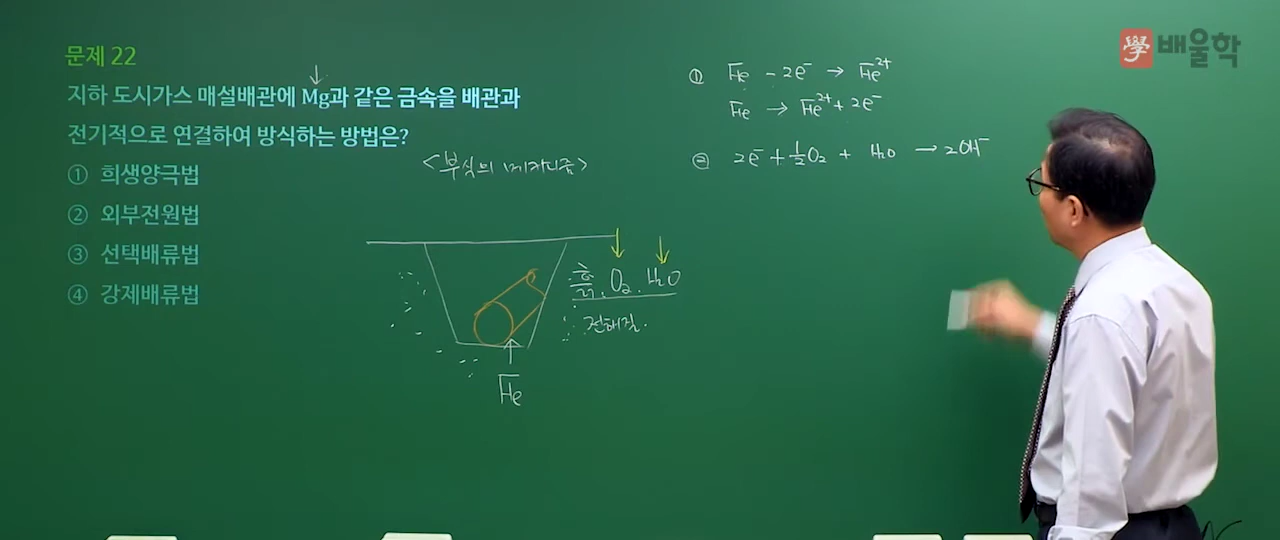 문제 22
지하 도시가스 매설배관에 Mg과 같은 금속을 배관과
전기적으로 연결하여 방식하는 방법은?
① 희생양극법
② 외부전원법
③ 선택배류법
④ 강제배류법
<부식의 메카니즘>
흙, O₂, H₂O
전해질.
Fe
① Fe - 2e⁻ → Fe²⁺
Fe → Fe²⁺ + 2e⁻
② 2e⁻ + ½O₂ + H₂O → 2OH⁻
學 배울학